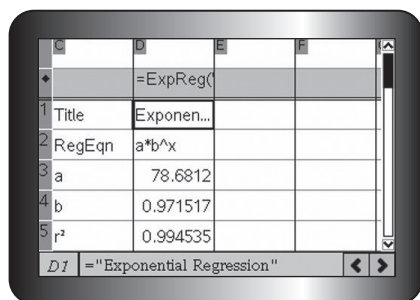 C D E F
◆ =ExpReg('
1 Title Exponen...
2 RegEqn a*b^x
3 a 78.6812
4 b 0.971517
5 r² 0.994535
D1 ="Exponential Regression"